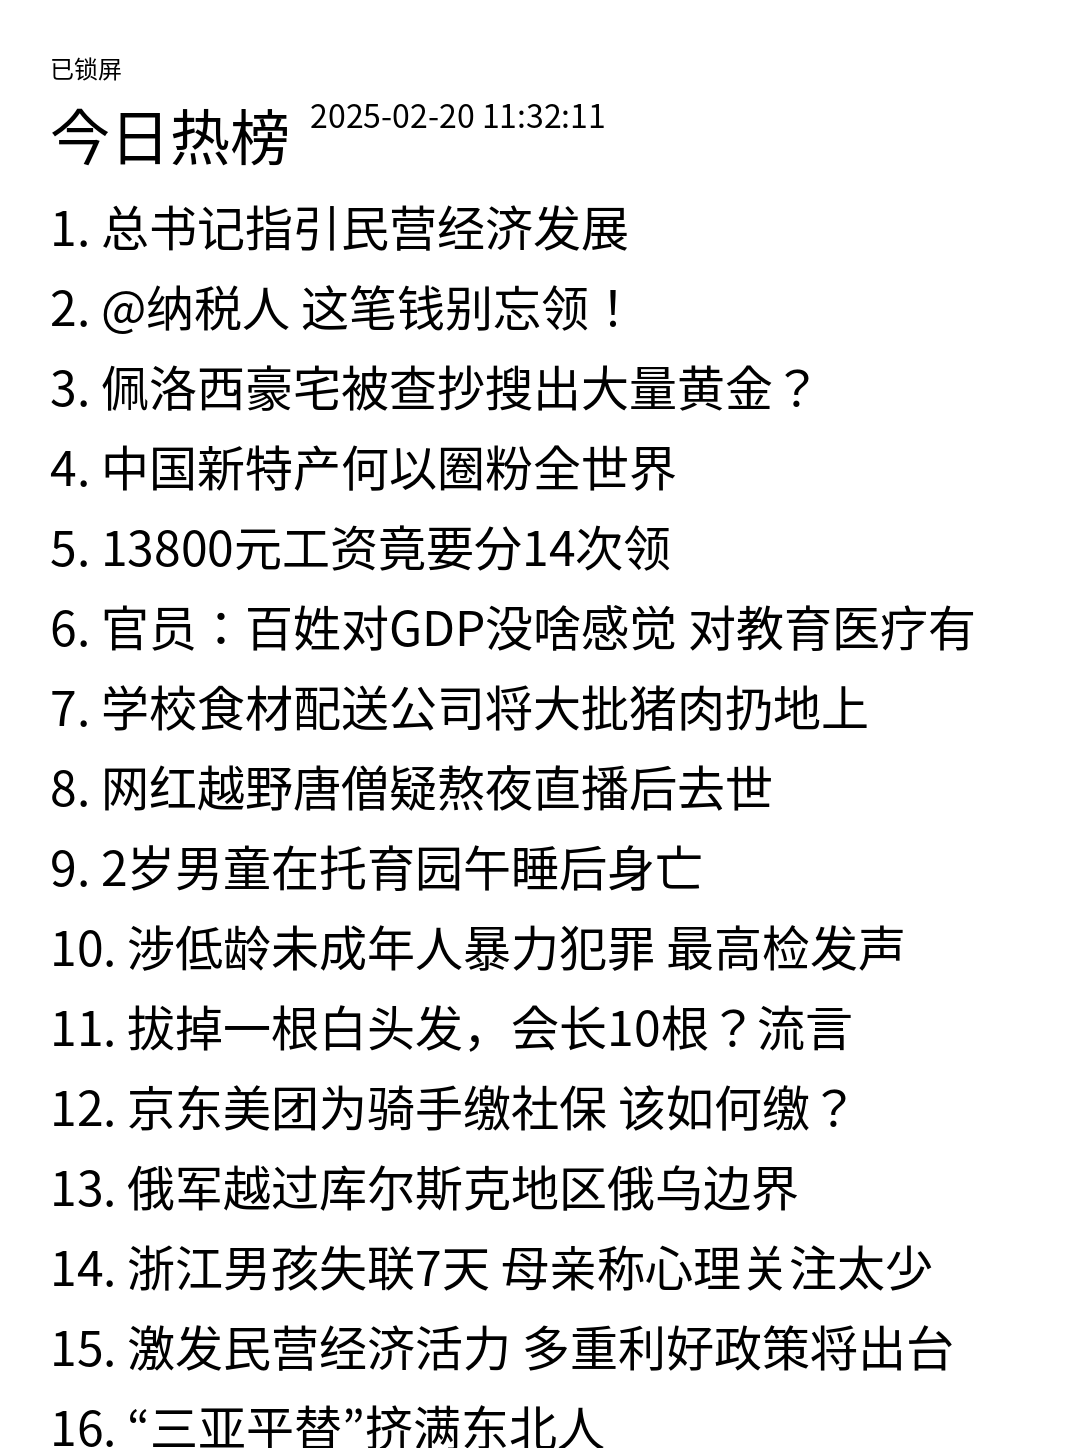 已锁屏
今日热榜 2025-02-20 11:32:11
1. 总书记指引民营经济发展
2. @纳税人 这笔钱别忘领！
3. 佩洛西豪宅被查抄搜出大量黄金？
4. 中国新特产何以圈粉全世界
5. 13800元工资竟要分14次领
6. 官员：百姓对GDP没啥感觉 对教育医疗有
7. 学校食材配送公司将大批猪肉扔地上
8. 网红越野唐僧疑熬夜直播后去世
9. 2岁男童在托育园午睡后身亡
10. 涉低龄未成年人暴力犯罪 最高检发声
11. 拔掉一根白头发，会长10根？流言
12. 京东美团为骑手缴社保 该如何缴？
13. 俄军越过库尔斯克地区俄乌边界
14. 浙江男孩失联7天 母亲称心理关注太少
15. 激发民营经济活力 多重利好政策将出台
16. “三亚平替”挤满东北人